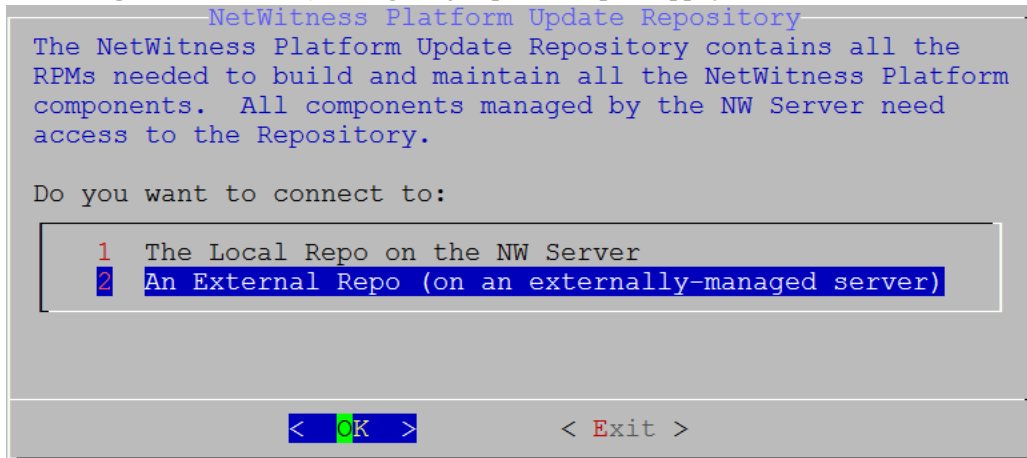 NetWitness Platform Update Repository
The NetWitness Platform Update Repository contains all the
RPMs needed to build and maintain all the NetWitness Platform
components.  All components managed by the NW Server need
access to the Repository.
Do you want to connect to:
1  The Local Repo on the NW Server
2  An External Repo (on an externally-managed server)
<  OK  >  < Exit >